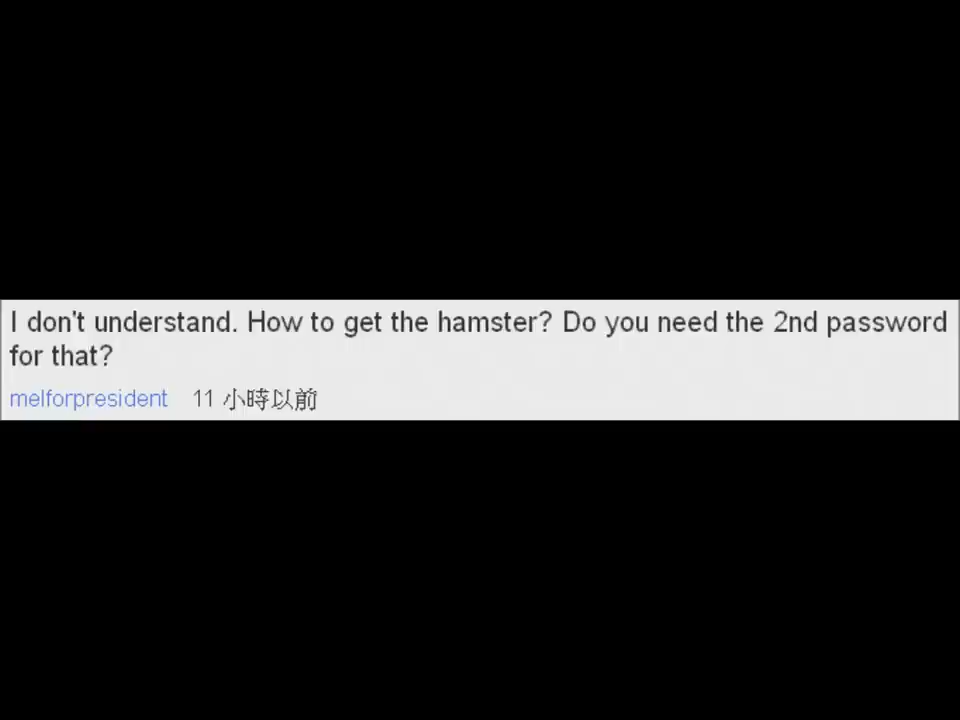 I don't understand. How to get the hamster? Do you need the 2nd password
for that?
melforpresident 11 小時以前